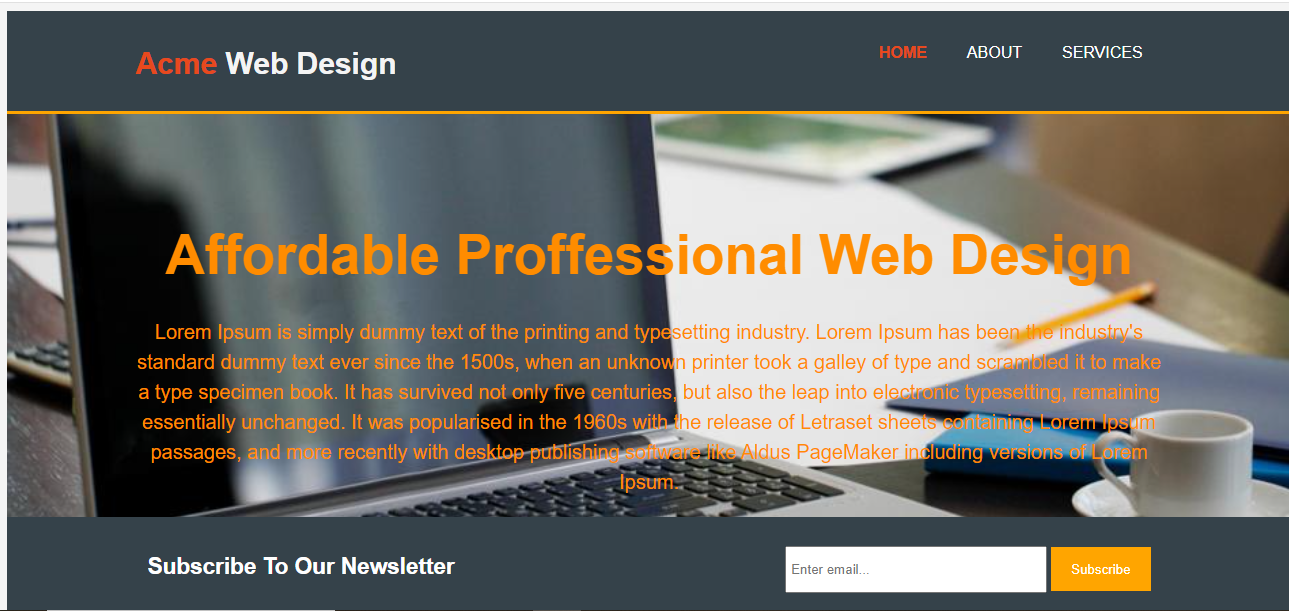 Acme Web Design
HOME ABOUT SERVICES
Affordable Proffessional Web Design
Lorem Ipsum is simply dummy text of the printing and typesetting industry. Lorem Ipsum has been the industry's
standard dummy text ever since the 1500s, when an unknown printer took a galley of type and scrambled it to make
a type specimen book. It has survived not only five centuries, but also the leap into electronic typesetting, remaining
essentially unchanged. It was popularised in the 1960s with the release of Letraset sheets containing Lorem Ipsum
passages, and more recently with desktop publishing software like Aldus PageMaker including versions of Lorem
Ipsum.
Subscribe To Our Newsletter
Enter email...
Subscribe